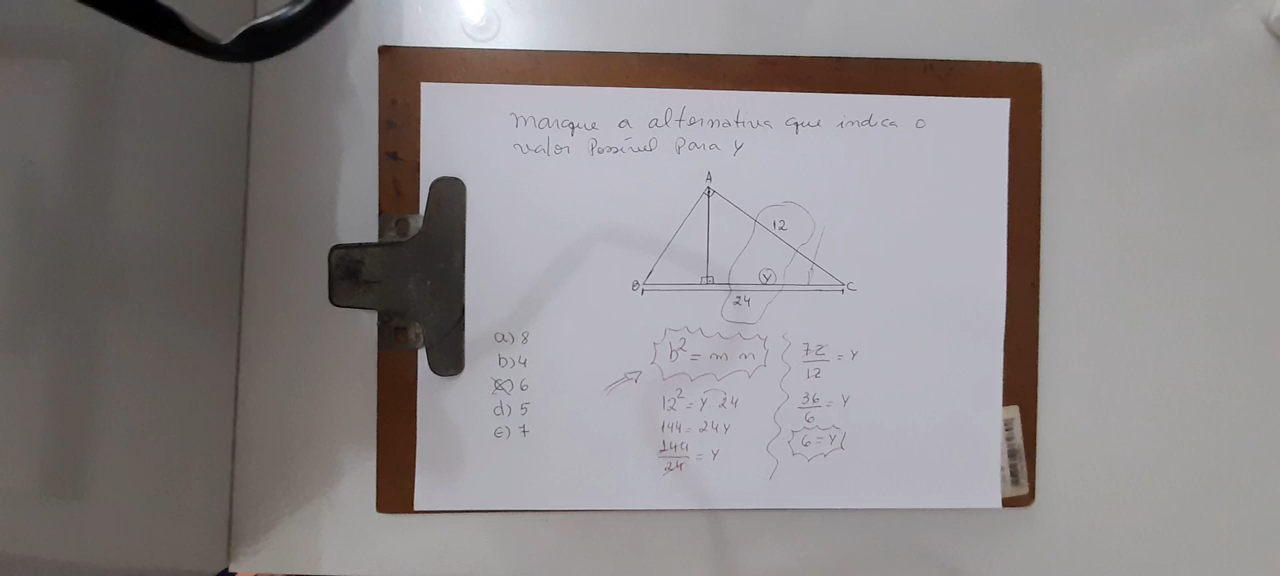 Marque a alternativa que indica o
valor Possível Para y
A
12
B
y
C
24
a) 8
b) 4
c) 6
d) 5
e) 7
b² = m n
12² = y 24
144 = 24y
144/24 = y
72/12 = y
36/6 = y
6 = y